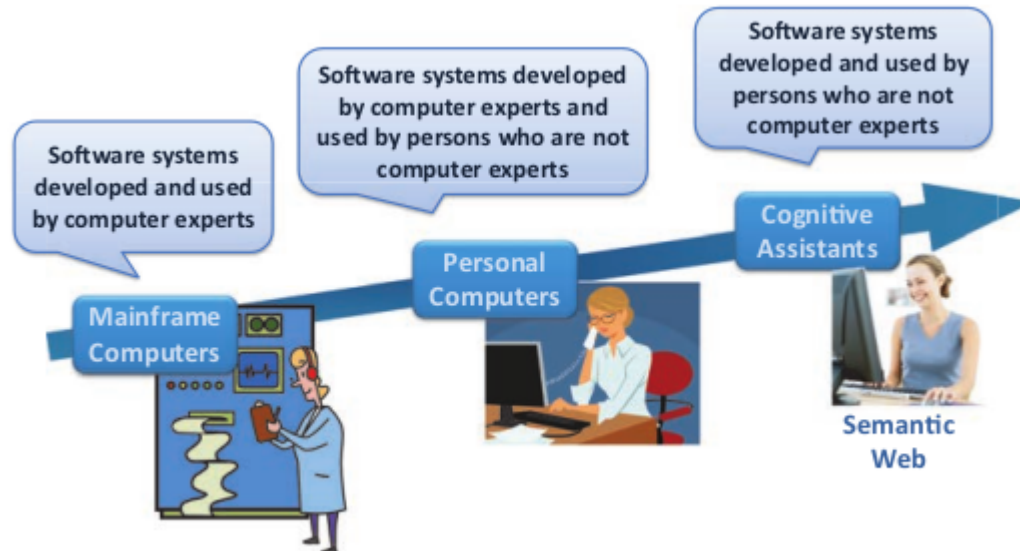 Software systems
developed and used
by computer experts
Software systems developed
by computer experts and
used by persons who are not
computer experts
Software systems
developed and used by
persons who are not
computer experts
Mainframe
Computers
Personal
Computers
Cognitive
Assistants
Semantic
Web